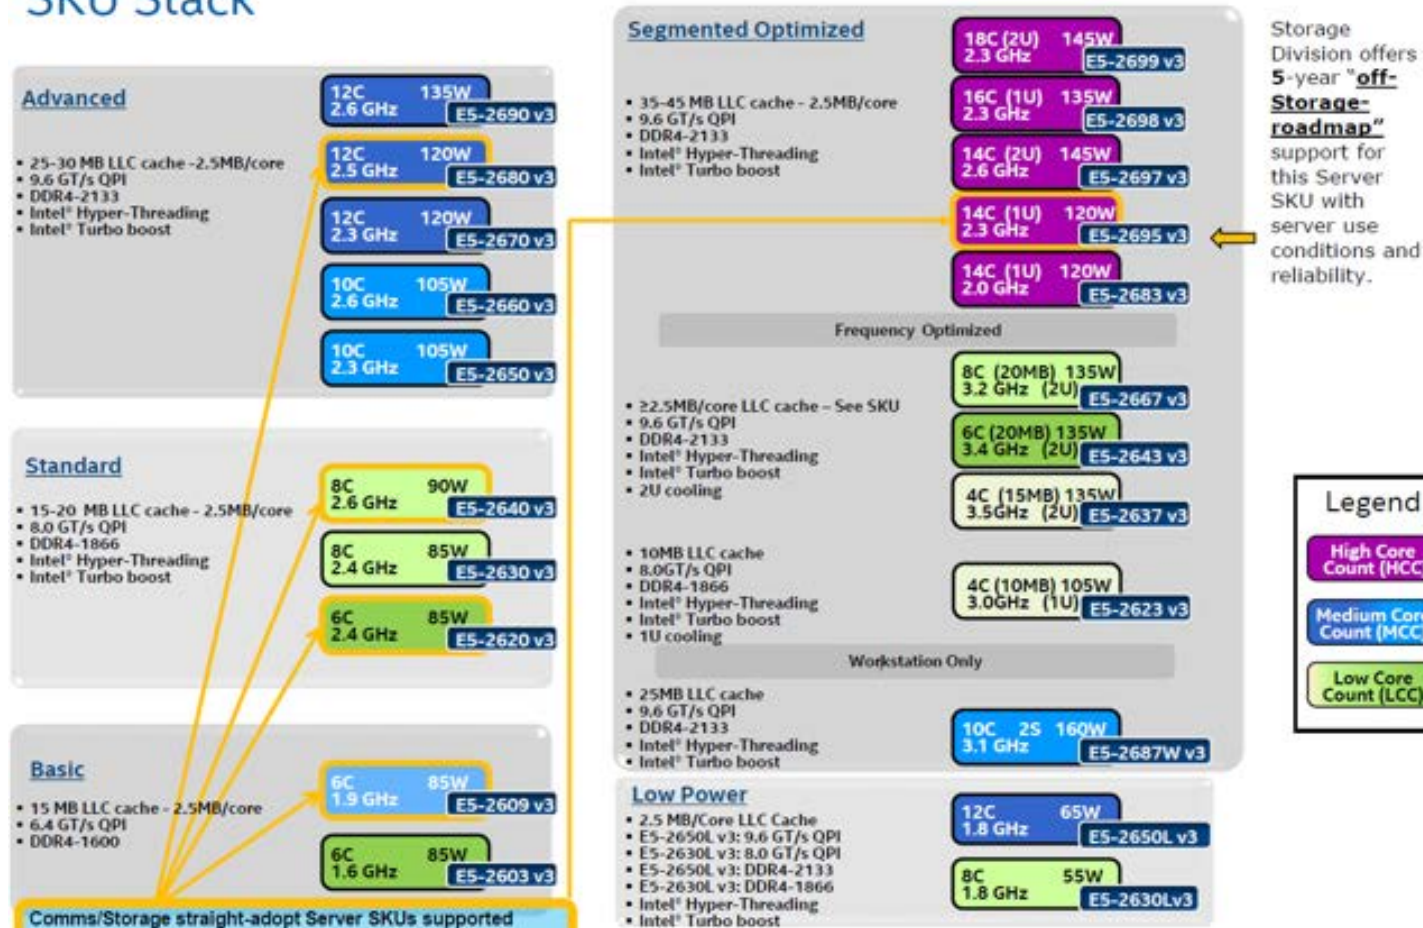 SKU Stack
Advanced
▪ 25-30 MB LLC cache -2.5MB/core
▪ 9.6 GT/s QPI
▪ DDR4-2133
▪ Intel® Hyper-Threading
▪ Intel® Turbo boost
12C 135W
2.6 GHz E5-2690 v3
12C 120W
2.5 GHz E5-2680 v3
12C 120W
2.3 GHz E5-2670 v3
10C 105W
2.6 GHz E5-2660 v3
10C 105W
2.3 GHz E5-2650 v3
Standard
▪ 15-20 MB LLC cache - 2.5MB/core
▪ 8.0 GT/s QPI
▪ DDR4-1866
▪ Intel® Hyper-Threading
▪ Intel® Turbo boost
8C 90W
2.6 GHz E5-2640 v3
8C 85W
2.4 GHz E5-2630 v3
6C 85W
2.4 GHz E5-2620 v3
Basic
▪ 15 MB LLC cache - 2.5MB/core
▪ 6.4 GT/s QPI
▪ DDR4-1600
6C 85W
1.9 GHz E5-2609 v3
6C 85W
1.6 GHz E5-2603 v3
Comms/Storage straight-adopt Server SKUs supported
Segmented Optimized
▪ 35-45 MB LLC cache - 2.5MB/core
▪ 9.6 GT/s QPI
▪ DDR4-2133
▪ Intel® Hyper-Threading
▪ Intel® Turbo boost
18C (2U) 145W
2.3 GHz E5-2699 v3
16C (1U) 135W
2.3 GHz E5-2698 v3
14C (2U) 145W
2.6 GHz E5-2697 v3
14C (1U) 120W
2.3 GHz E5-2695 v3
14C (1U) 120W
2.0 GHz E5-2683 v3
Frequency Optimized
▪ ≥2.5MB/core LLC cache – See SKU
▪ 9.6 GT/s QPI
▪ DDR4-2133
▪ Intel® Hyper-Threading
▪ Intel® Turbo boost
▪ 2U cooling
8C (20MB) 135W
3.2 GHz (2U) E5-2667 v3
6C (20MB) 135W
3.4 GHz (2U) E5-2643 v3
4C (15MB) 135W
3.5GHz (2U) E5-2637 v3
▪ 10MB LLC cache
▪ 8.0GT/s QPI
▪ DDR4-1866
▪ Intel® Hyper-Threading
▪ Intel® Turbo boost
▪ 1U cooling
4C (10MB) 105W
3.0GHz (1U) E5-2623 v3
Workstation Only
▪ 25MB LLC cache
▪ 9.6 GT/s QPI
▪ DDR4-2133
▪ Intel® Hyper-Threading
▪ Intel® Turbo boost
10C 2S 160W
3.1 GHz E5-2687W v3
Low Power
▪ 2.5 MB/Core LLC Cache
▪ E5-2650L v3: 9.6 GT/s QPI
▪ E5-2630L v3: 8.0 GT/s QPI
▪ E5-2650L v3: DDR4-2133
▪ E5-2630L v3: DDR4-1866
▪ Intel® Hyper-Threading
▪ Intel® Turbo boost
12C 65W
1.8 GHz E5-2650L v3
8C 55W
1.8 GHz E5-2630Lv3
Storage
Division offers
5-year "off-
Storage-
roadmap"
support for
this Server
SKU with
server use
conditions and
reliability.
Legend
High Core
Count (HCC)
Medium Core
Count (MCC)
Low Core
Count (LCC)